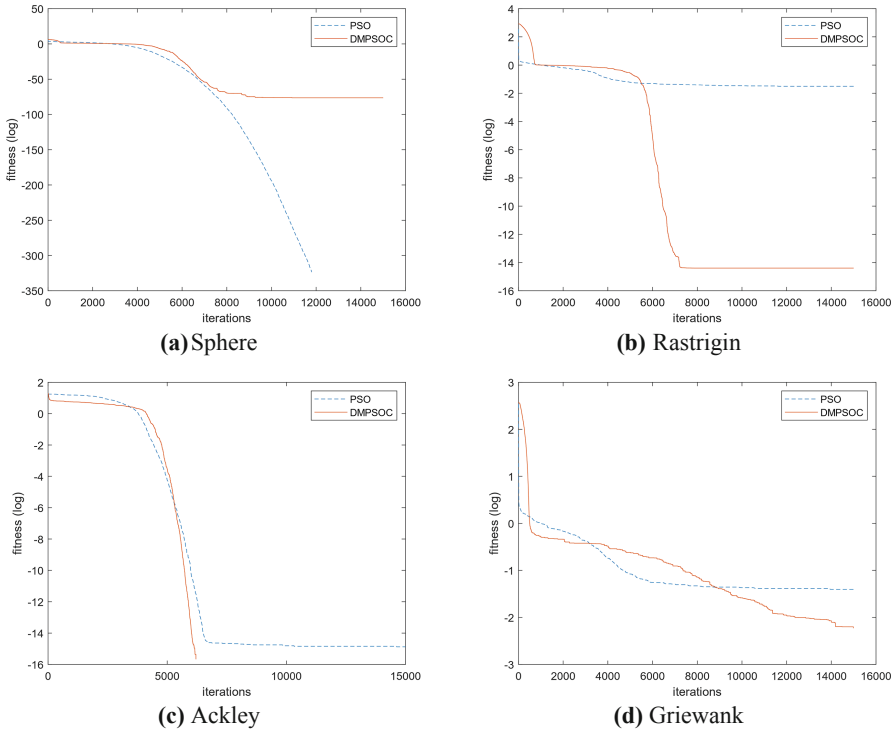 50
0
-50
-100
-150
-200
-250
-300
-350
fitness (log)
0 2000 4000 6000 8000 10000 12000 14000 16000
iterations
PSO
DMPSOC
(a) Sphere
4
2
0
-2
-4
-6
-8
-10
-12
-14
-16
fitness (log)
0 2000 4000 6000 8000 10000 12000 14000 16000
iterations
PSO
DMPSOC
(b) Rastrigin
2
0
-2
-4
-6
-8
-10
-12
-14
-16
fitness (log)
0 5000 10000 15000
iterations
PSO
DMPSOC
(c) Ackley
3
2
1
0
-1
-2
-3
fitness (log)
0 2000 4000 6000 8000 10000 12000 14000 16000
iterations
PSO
DMPSOC
(d) Griewank